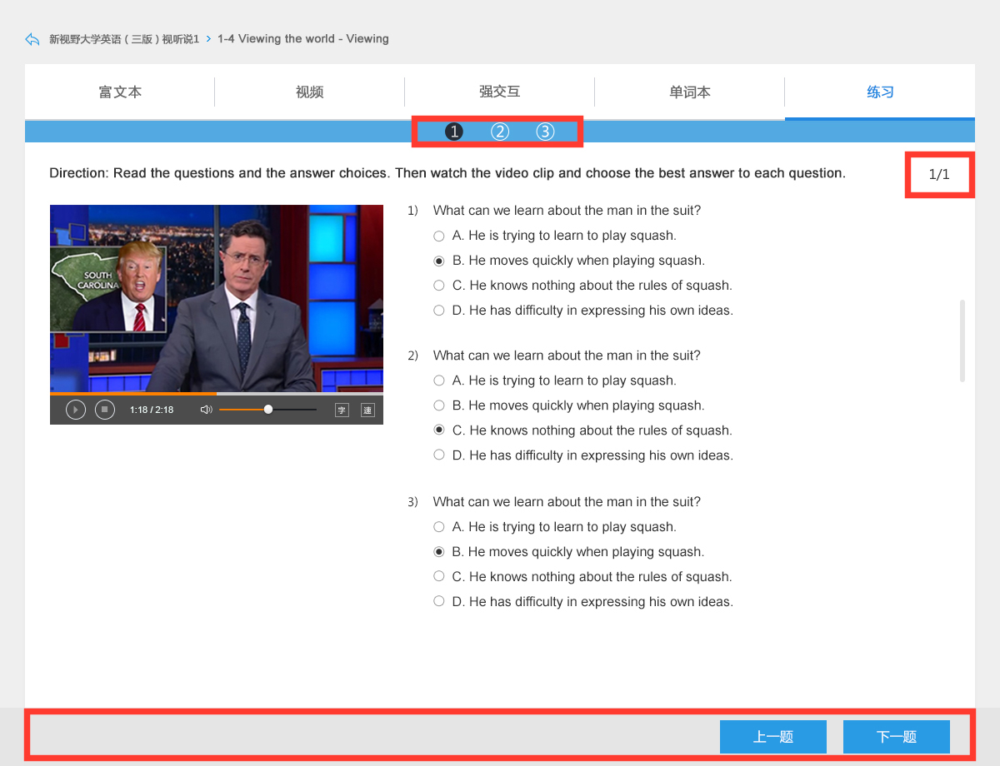 新视野大学英语 ( 三版 ) 视听说1 > 1-4 Viewing the world - Viewing
富文本 视频 强交互 单词本 练习
1 2 3
Direction: Read the questions and the answer choices. Then watch the video clip and choose the best answer to each question.
1/1
SOUTH
CAROLINA
1:18 / 2:18 字 速
1) What can we learn about the man in the suit?
A. He is trying to learn to play squash.
B. He moves quickly when playing squash.
C. He knows nothing about the rules of squash.
D. He has difficulty in expressing his own ideas.
2) What can we learn about the man in the suit?
A. He is trying to learn to play squash.
B. He moves quickly when playing squash.
C. He knows nothing about the rules of squash.
D. He has difficulty in expressing his own ideas.
3) What can we learn about the man in the suit?
A. He is trying to learn to play squash.
B. He moves quickly when playing squash.
C. He knows nothing about the rules of squash.
D. He has difficulty in expressing his own ideas.
上一题 下一题